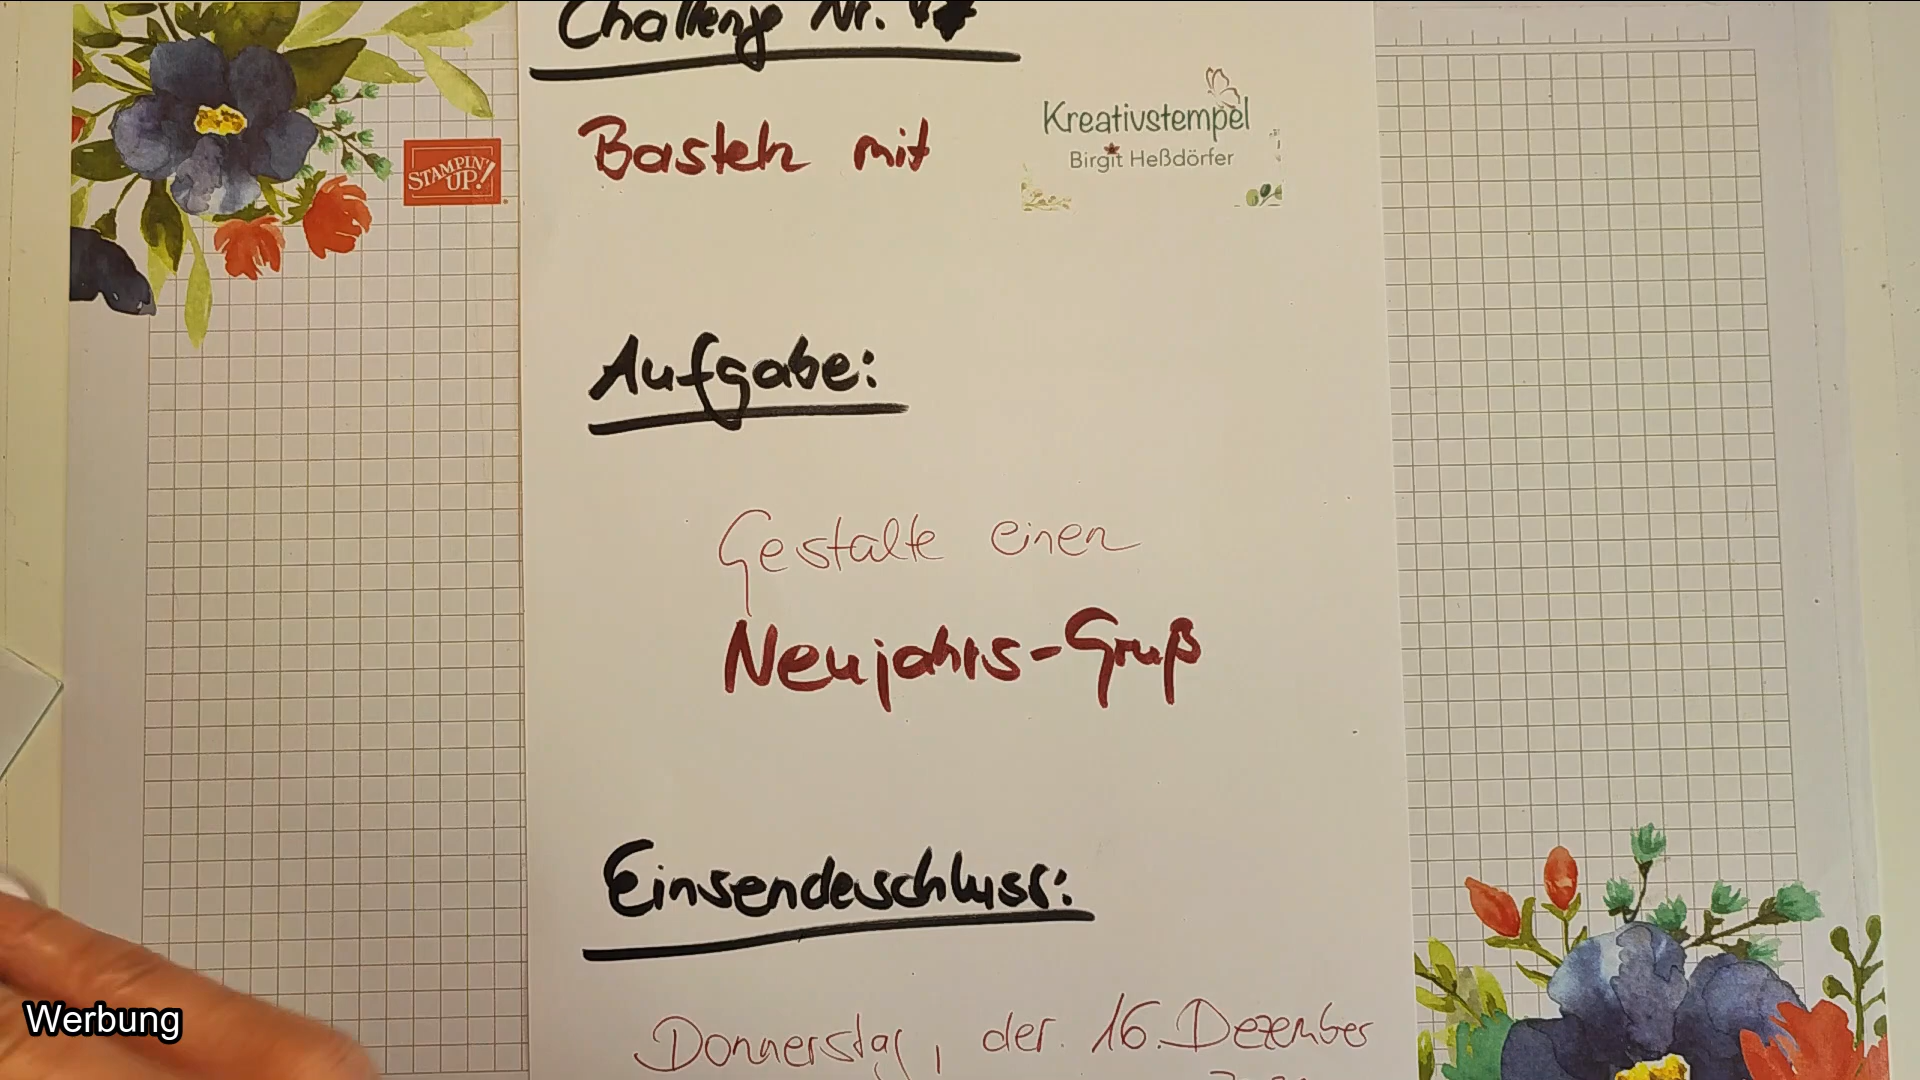 Challenge Nr.
Basteln mit
Kreativstempel
Birgit Heßdörfer
STAMPIN' UP!
Aufgabe:
Gestalte einen
Neujahrs-Gruß
Einsendeschluss:
Donnerstag, der 16. Dezember
Werbung